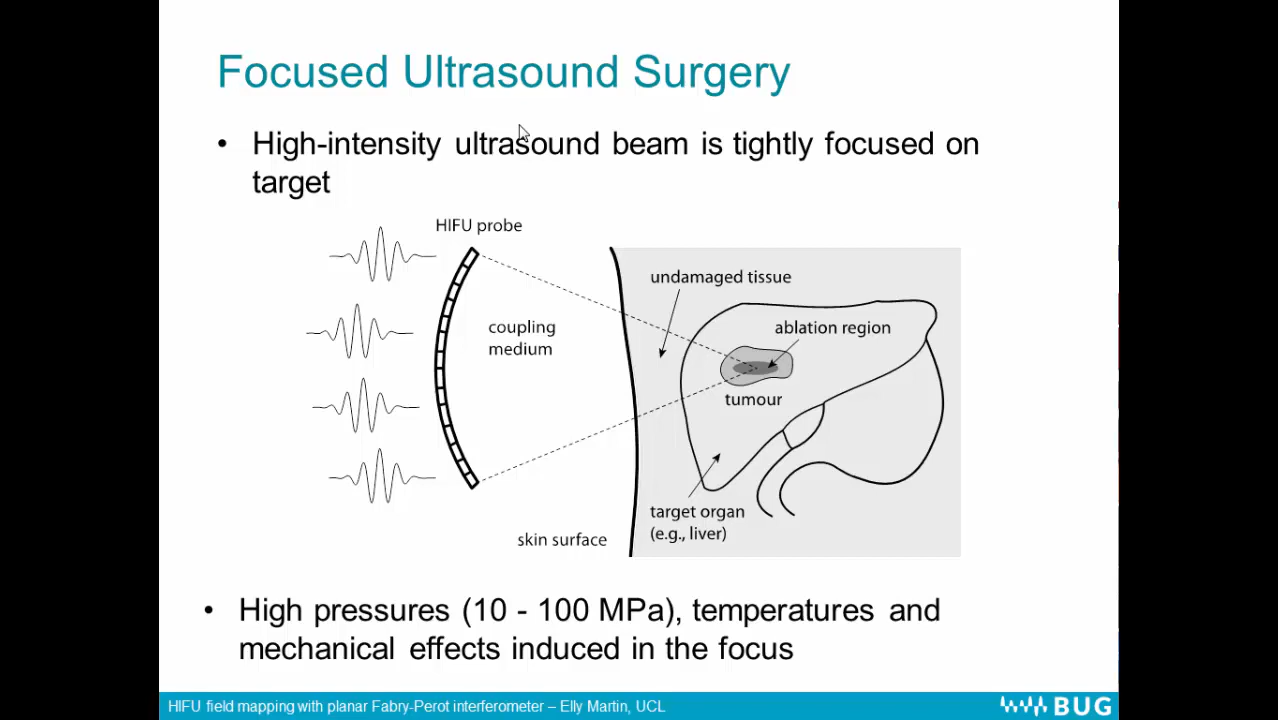 Focused Ultrasound Surgery
• High-intensity ultrasound beam is tightly focused on
target
HIFU probe
undamaged tissue
coupling
medium
ablation region
tumour
target organ
(e.g., liver)
skin surface
• High pressures (10 - 100 MPa), temperatures and
mechanical effects induced in the focus
HIFU field mapping with planar Fabry-Perot interferometer – Elly Martin, UCL
BUG